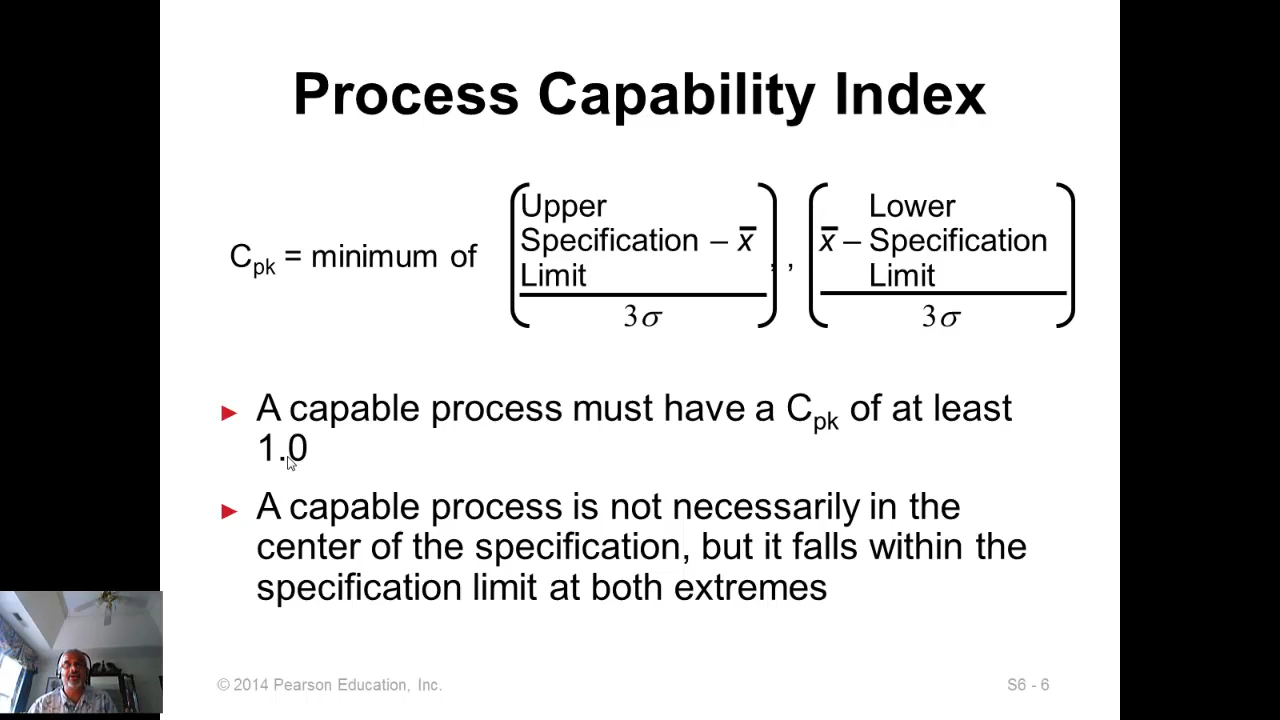 Process Capability Index
Cpk = minimum of
Upper
Specification – x̅
Limit
3σ
,
Lower
x̅ – Specification
Limit
3σ
► A capable process must have a Cpk of at least
1.0
► A capable process is not necessarily in the
center of the specification, but it falls within the
specification limit at both extremes
© 2014 Pearson Education, Inc.
S6 - 6